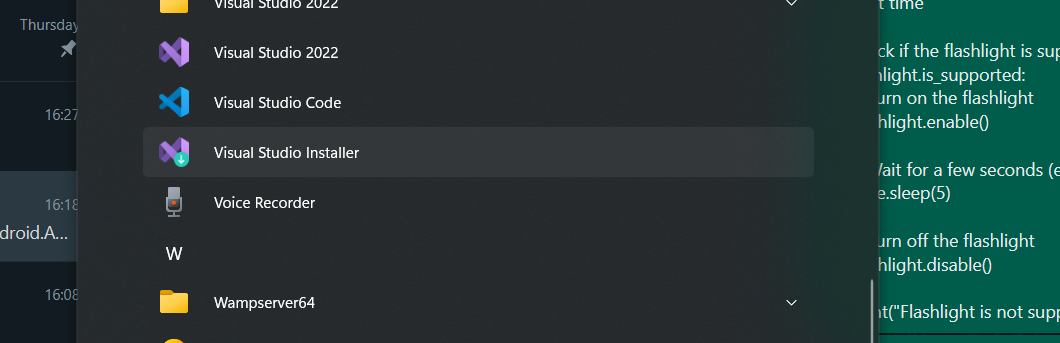 Thursday
16:27
16:18
droid.A...
16:08
Visual Studio 2022
Visual Studio 2022
Visual Studio Code
Visual Studio Installer
Voice Recorder
W
Wampserver64
t time
ck if the flashlight is sup
hlight.is_supported:
urn on the flashlight
hlight.enable()
Wait for a few seconds (e
e.sleep(5)
urn off the flashlight
hlight.disable()
nt("Flashlight is not supp